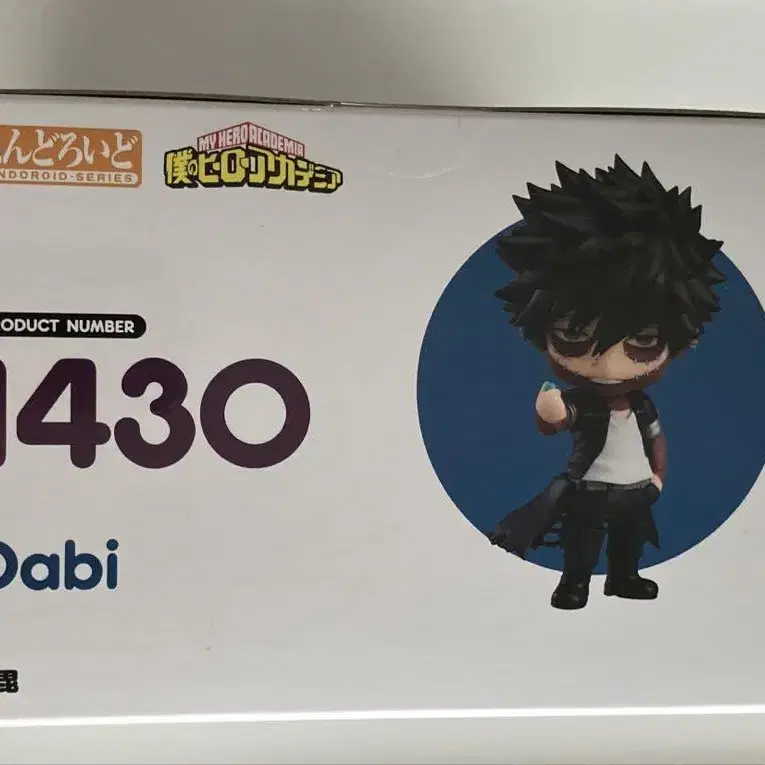 んどろいど
NDOROID·SERIES
MY HERO ACADEMIA
僕のヒーローアカデミア
ODUCT NUMBER
1430
Dabi
毘